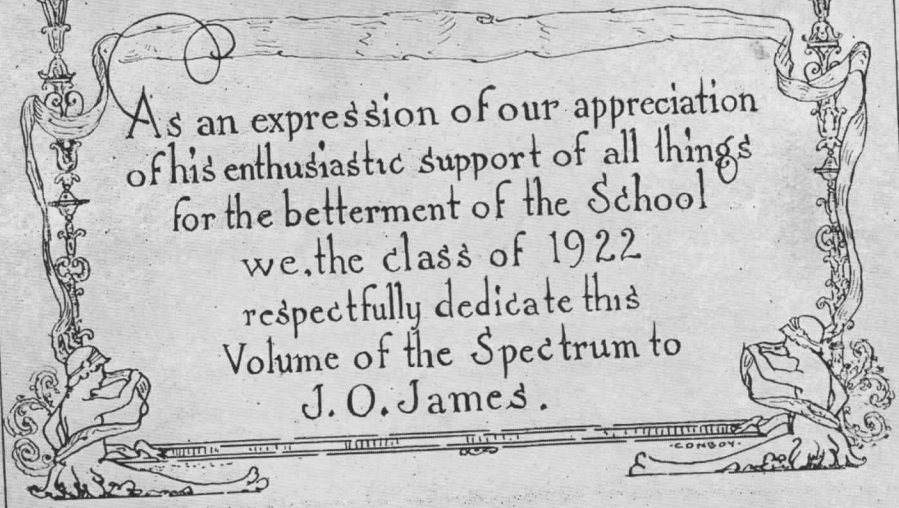 As an expression of our appreciation
of his enthusiastic support of all things
for the betterment of the School
we, the class of 1922
respectfully dedicate this
Volume of the Spectrum to
J. O. James.
·CONBOY·